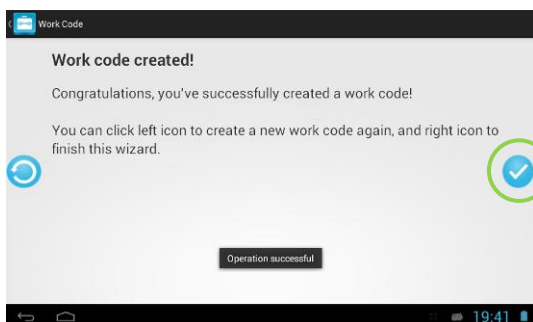 Work Code
Work code created!
Congratulations, you've successfully created a work code!
You can click left icon to create a new work code again, and right icon to
finish this wizard.
Operation successful
19:41